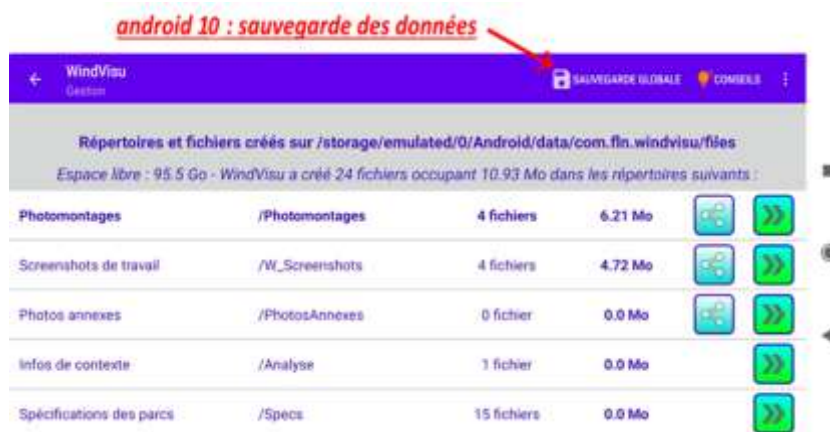 android 10 : sauvegarde des données
WindVisu
Gestion
SAUVEGARDE GLOBALE
CONSEILS
Répertoires et fichiers créés sur /storage/emulated/0/Android/data/com.fln.windvisu/files
Espace libre : 95.5 Go - WindVisu a créé 24 fichiers occupant 10.93 Mo dans les répertoires suivants :
Photomontages /Photomontages 4 fichiers 6.21 Mo
Screenshots de travail /W_Screenshots 4 fichiers 4.72 Mo
Photos annexes /PhotosAnnexes 0 fichier 0.0 Mo
Infos de contexte /Analyse 1 fichier 0.0 Mo
Spécifications des parcs /Specs 15 fichiers 0.0 Mo